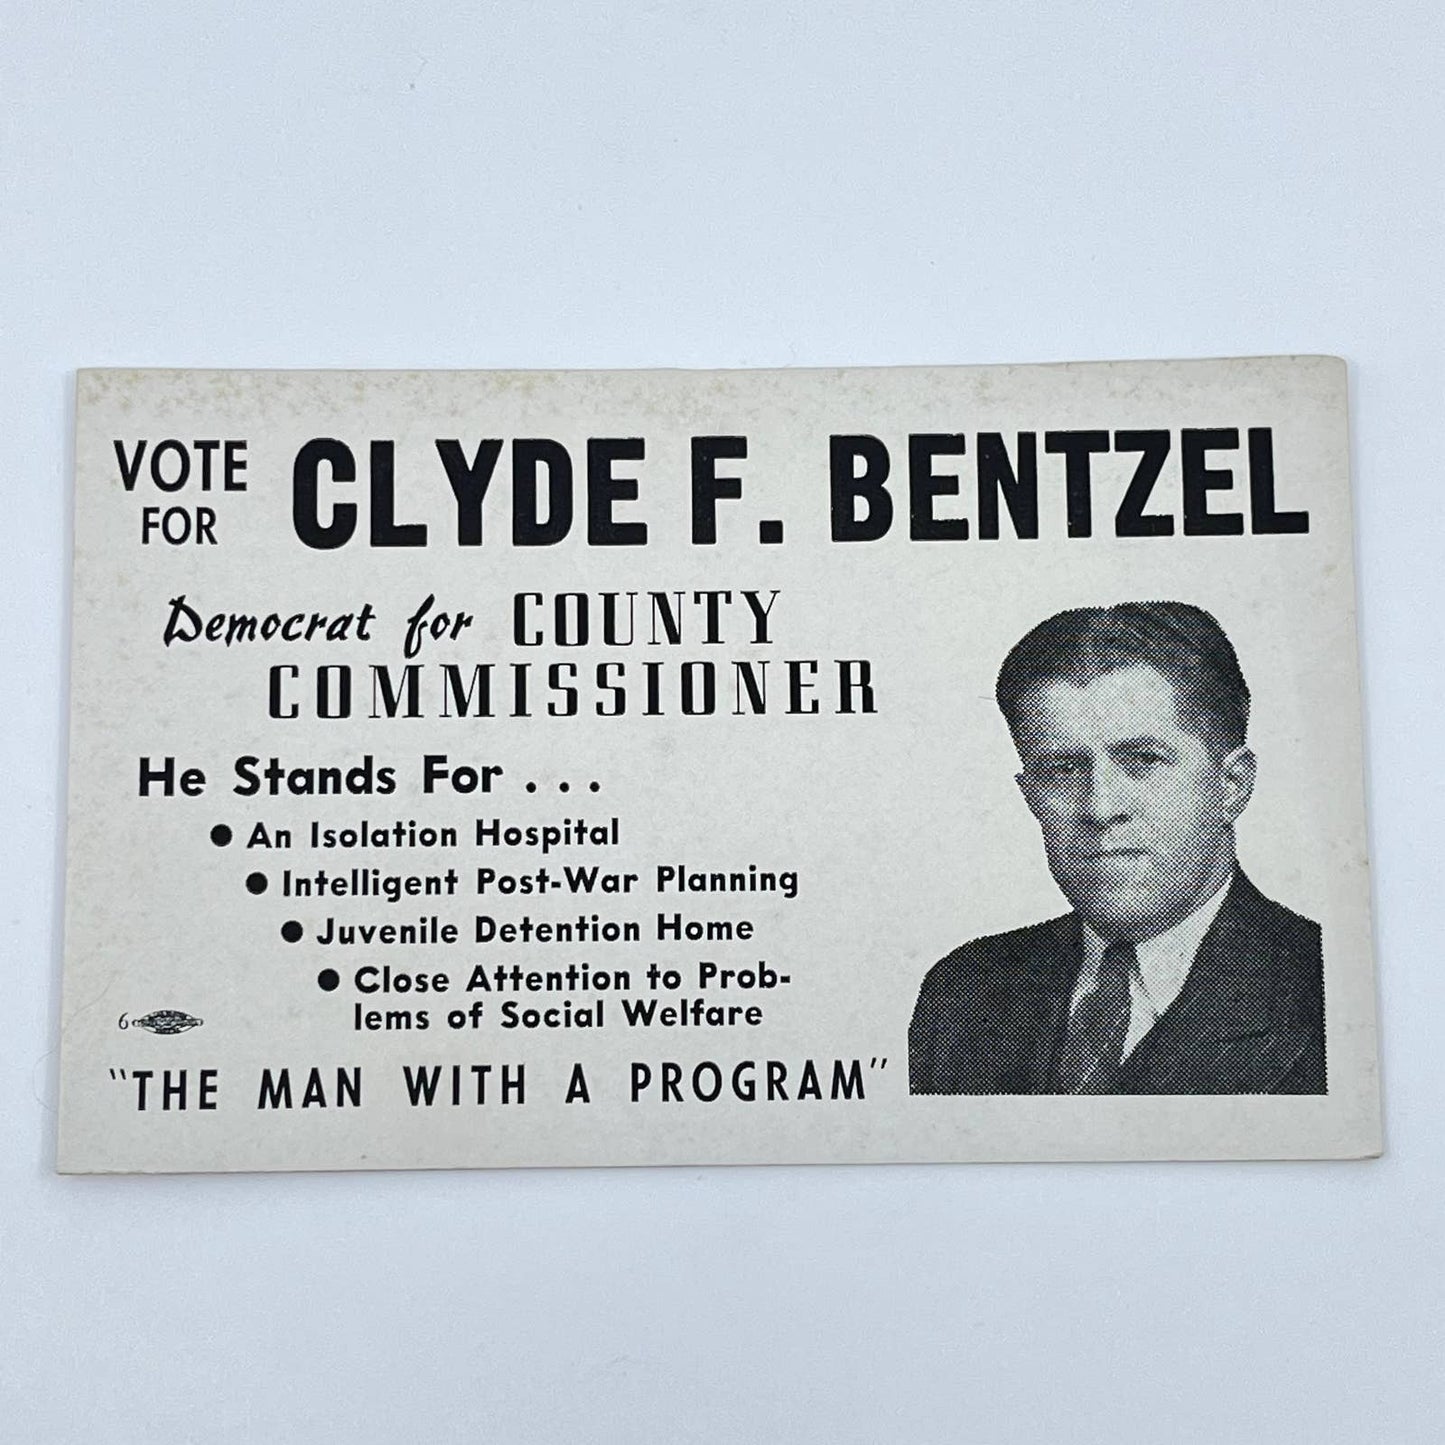 VOTE
FOR
CLYDE F. BENTZEL
Democrat for COUNTY
COMMISSIONER
He Stands For . . .
● An Isolation Hospital
● Intelligent Post-War Planning
● Juvenile Detention Home
● Close Attention to Prob-
lems of Social Welfare
6
"THE MAN WITH A PROGRAM"